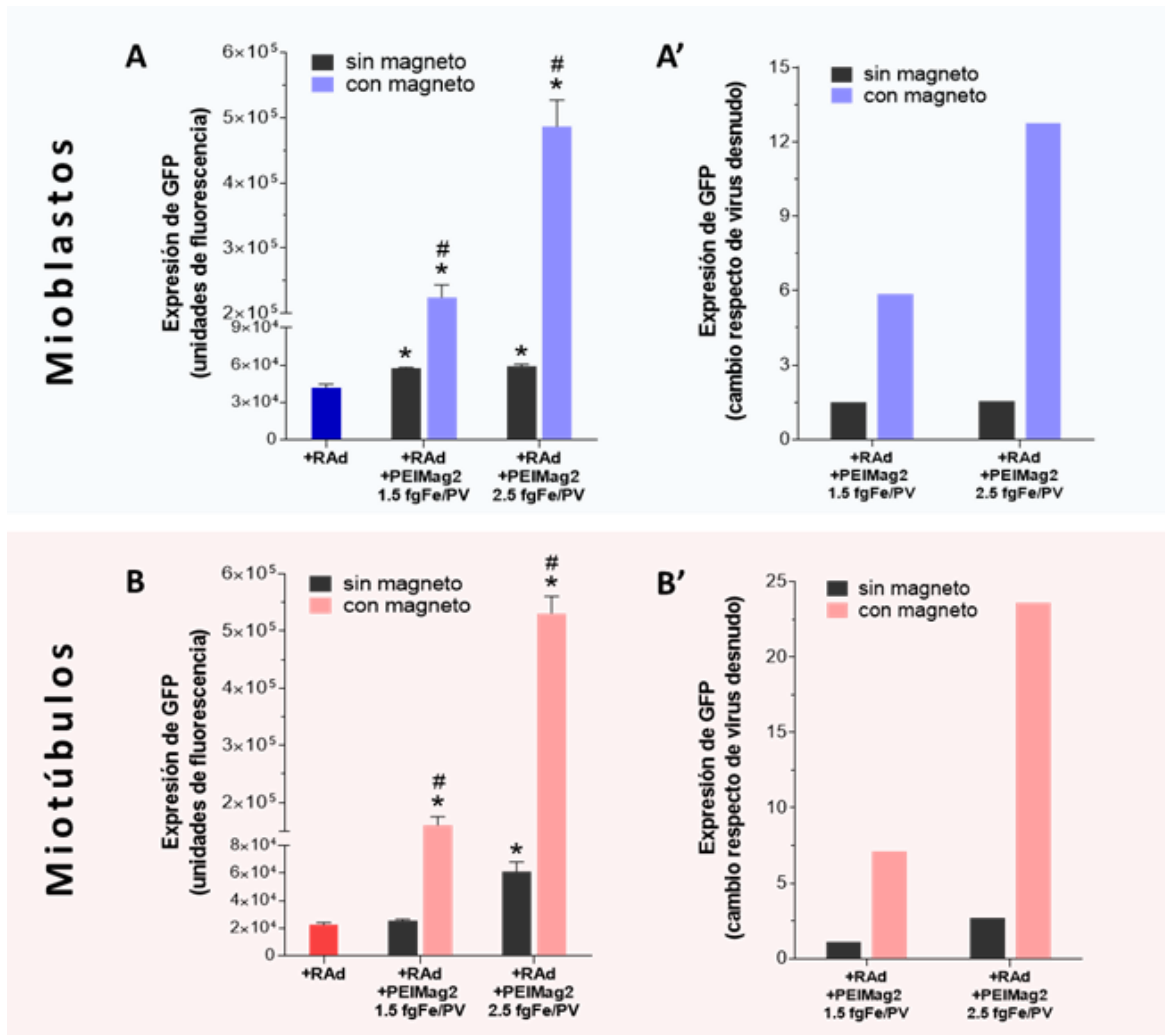 Mioblastos
A
6×10⁵
5×10⁵
4×10⁵
3×10⁵
2×10⁵
9×10⁴
6×10⁴
3×10⁴
0
Expresión de GFP
(unidades de fluorescencia)
sin magneto
con magneto
*
#
*
*
#
*
+RAd
+RAd
+PEIMag2
1.5 fgFe/PV
+RAd
+PEIMag2
2.5 fgFe/PV
A'
15
12
9
6
3
0
Expresión de GFP
(cambio respecto de virus desnudo)
sin magneto
con magneto
+RAd
+PEIMag2
1.5 fgFe/PV
+RAd
+PEIMag2
2.5 fgFe/PV
Miotúbulos
B
6×10⁵
5×10⁵
4×10⁵
3×10⁵
2×10⁵
8×10⁴
6×10⁴
4×10⁴
2×10⁴
0
Expresión de GFP
(unidades de fluorescencia)
sin magneto
con magneto
#
*
*
#
*
+RAd
+RAd
+PEIMag2
1.5 fgFe/PV
+RAd
+PEIMag2
2.5 fgFe/PV
B'
25
20
15
10
5
0
Expresión de GFP
(cambio respecto de virus desnudo)
sin magneto
con magneto
+RAd
+PEIMag2
1.5 fgFe/PV
+RAd
+PEIMag2
2.5 fgFe/PV